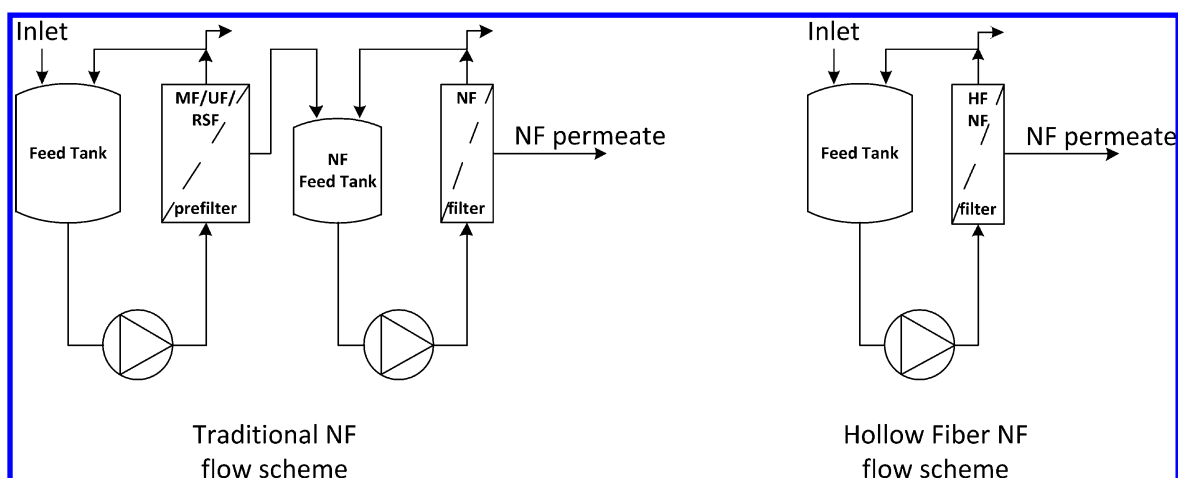 Inlet
Feed Tank
MF/UF/
RSF
prefilter
NF
Feed Tank
NF
filter
NF permeate
Traditional NF
flow scheme
Inlet
Feed Tank
HF
NF
filter
NF permeate
Hollow Fiber NF
flow scheme